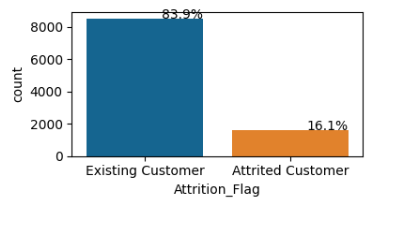 83.9%
8000
6000
4000
2000
0
count
16.1%
Existing Customer Attrited Customer
Attrition_Flag